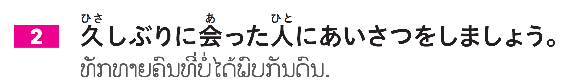 2 久しぶりに会った人にあいさつをしましょう。
ທັກທາຍຄົນທີ່ບໍ່ໄດ້ພົບກັນດົນ.